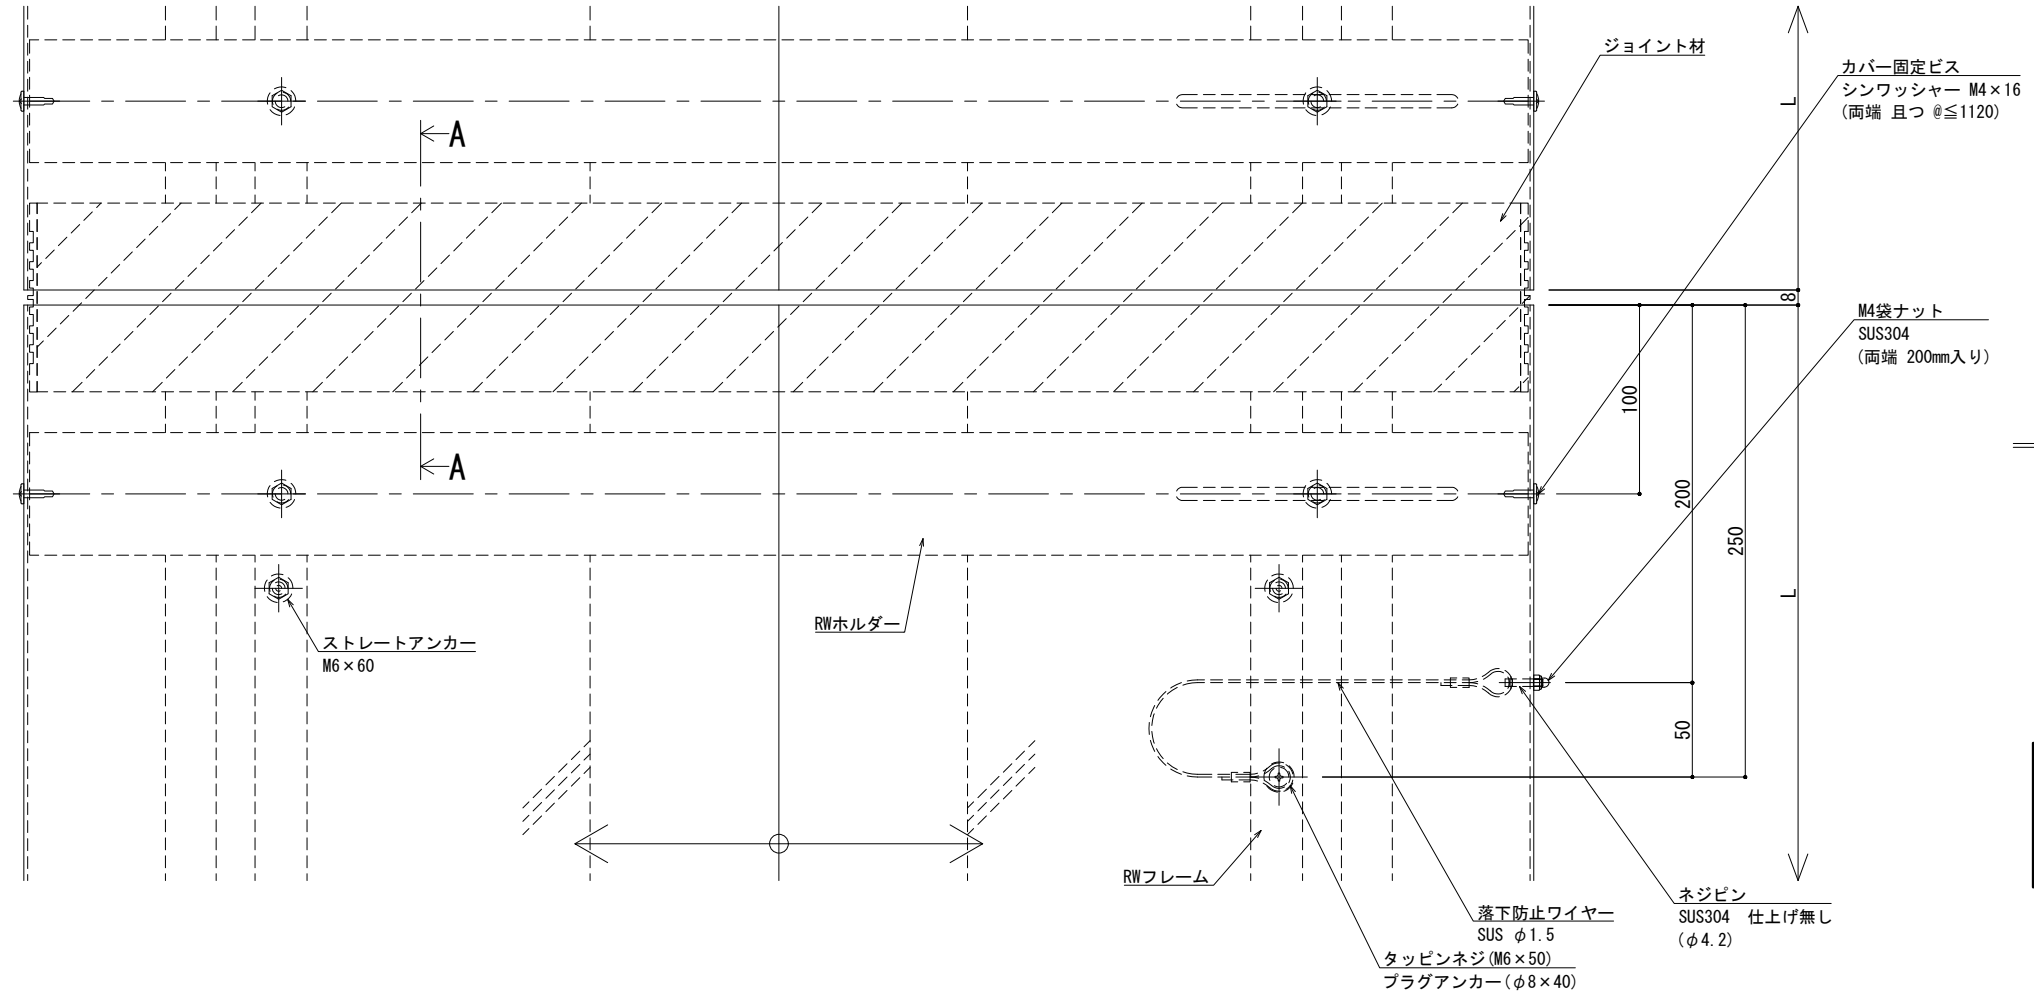 ジョイント材
カバー固定ビス
シンワッシャー M4×16
(両端 且つ @≦1120)
L
A
8
M4袋ナット
SUS304
(両端 200mm入り)
100
A
200
250
L
RWホルダー
ストレートアンカー
M6×60
50
RWフレーム
ネジピン
SUS304 仕上げ無し
(φ4.2)
落下防止ワイヤー
SUS φ1.5
タッピンネジ(M6×50)
プラグアンカー(φ8×40)